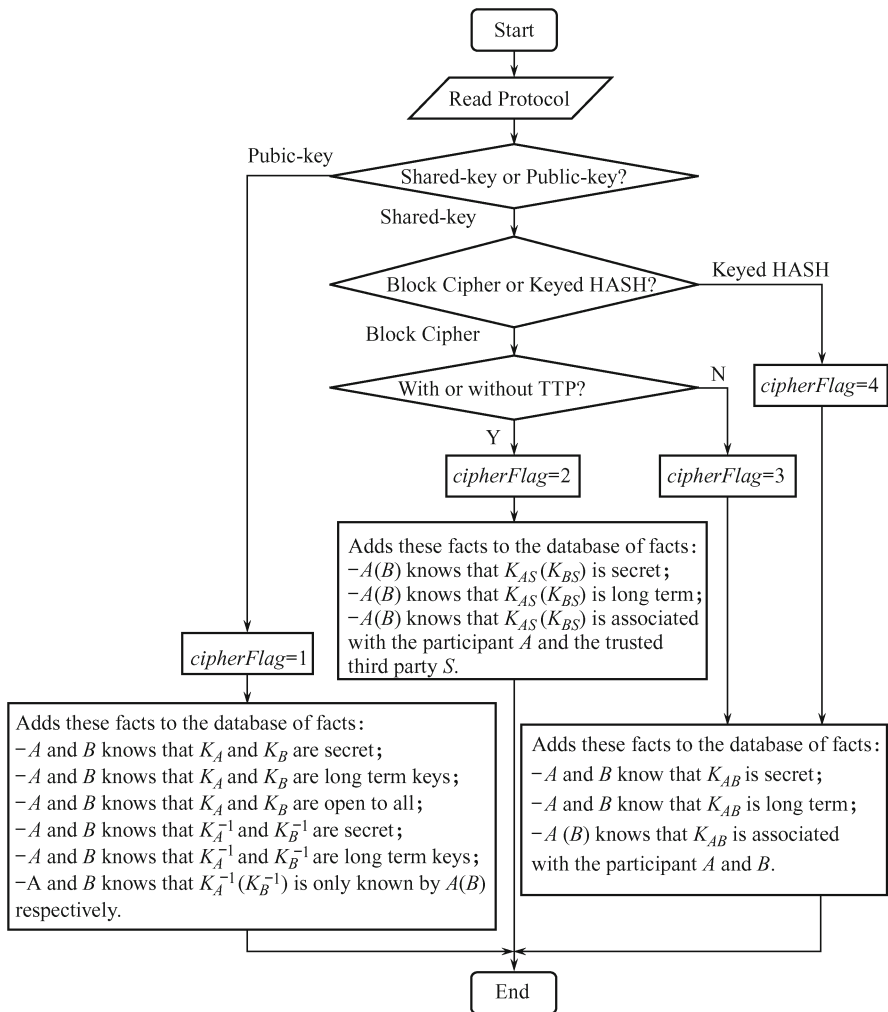 Start
Read Protocol
Pubic-key
Shared-key or Public-key?
Shared-key
Keyed HASH
Block Cipher or Keyed HASH?
Block Cipher
N
With or without TTP?
cipherFlag=4
Y
cipherFlag=2
cipherFlag=3
Adds these facts to the database of facts:
−A(B) knows that K_AS(K_BS) is secret;
−A(B) knows that K_AS(K_BS) is long term;
−A(B) knows that K_AS(K_BS) is associated
with the participant A and the trusted
third party S.
cipherFlag=1
Adds these facts to the database of facts:
−A and B knows that K_A and K_B are secret;
−A and B knows that K_A and K_B are long term keys;
−A and B knows that K_A and K_B are open to all;
−A and B knows that K_A^−1 and K_B^−1 are secret;
−A and B knows that K_A^−1 and K_B^−1 are long term keys;
−A and B knows that K_A^−1(K_B^−1) is only known by A(B)
respectively.
Adds these facts to the database of facts:
−A and B know that K_AB is secret;
−A and B know that K_AB is long term;
−A (B) knows that K_AB is associated
with the participant A and B.
End